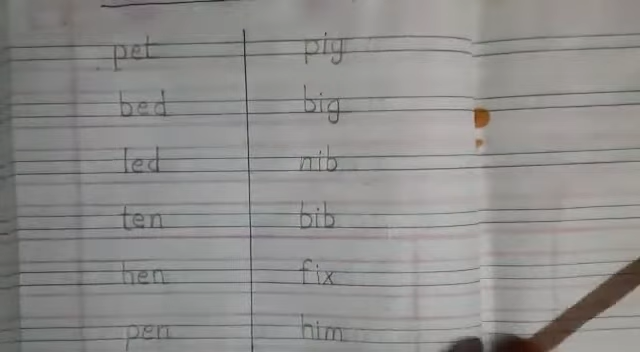 pet pig
bed big
led nib
ten bib
hen fix
pen him